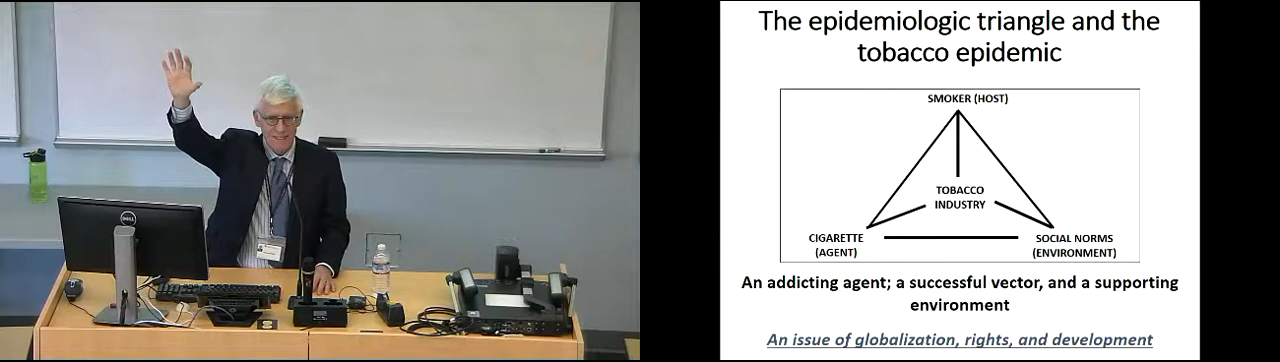 DELL
The epidemiologic triangle and the
tobacco epidemic
SMOKER (HOST)
TOBACCO
INDUSTRY
CIGARETTE
(AGENT)
SOCIAL NORMS
(ENVIRONMENT)
An addicting agent; a successful vector, and a supporting
environment
An issue of globalization, rights, and development